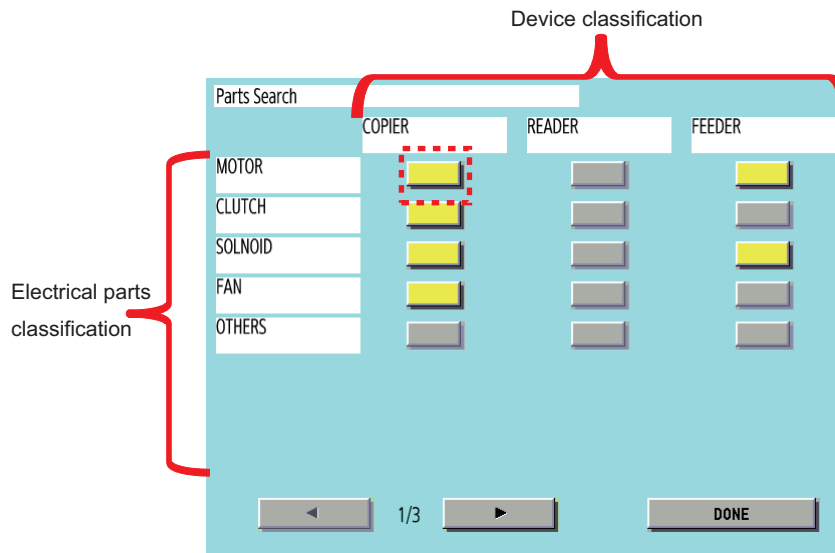 Device classification
Parts Search
COPIER READER FEEDER
MOTOR
CLUTCH
SOLNOID
FAN
OTHERS
Electrical parts
classification
1/3
DONE